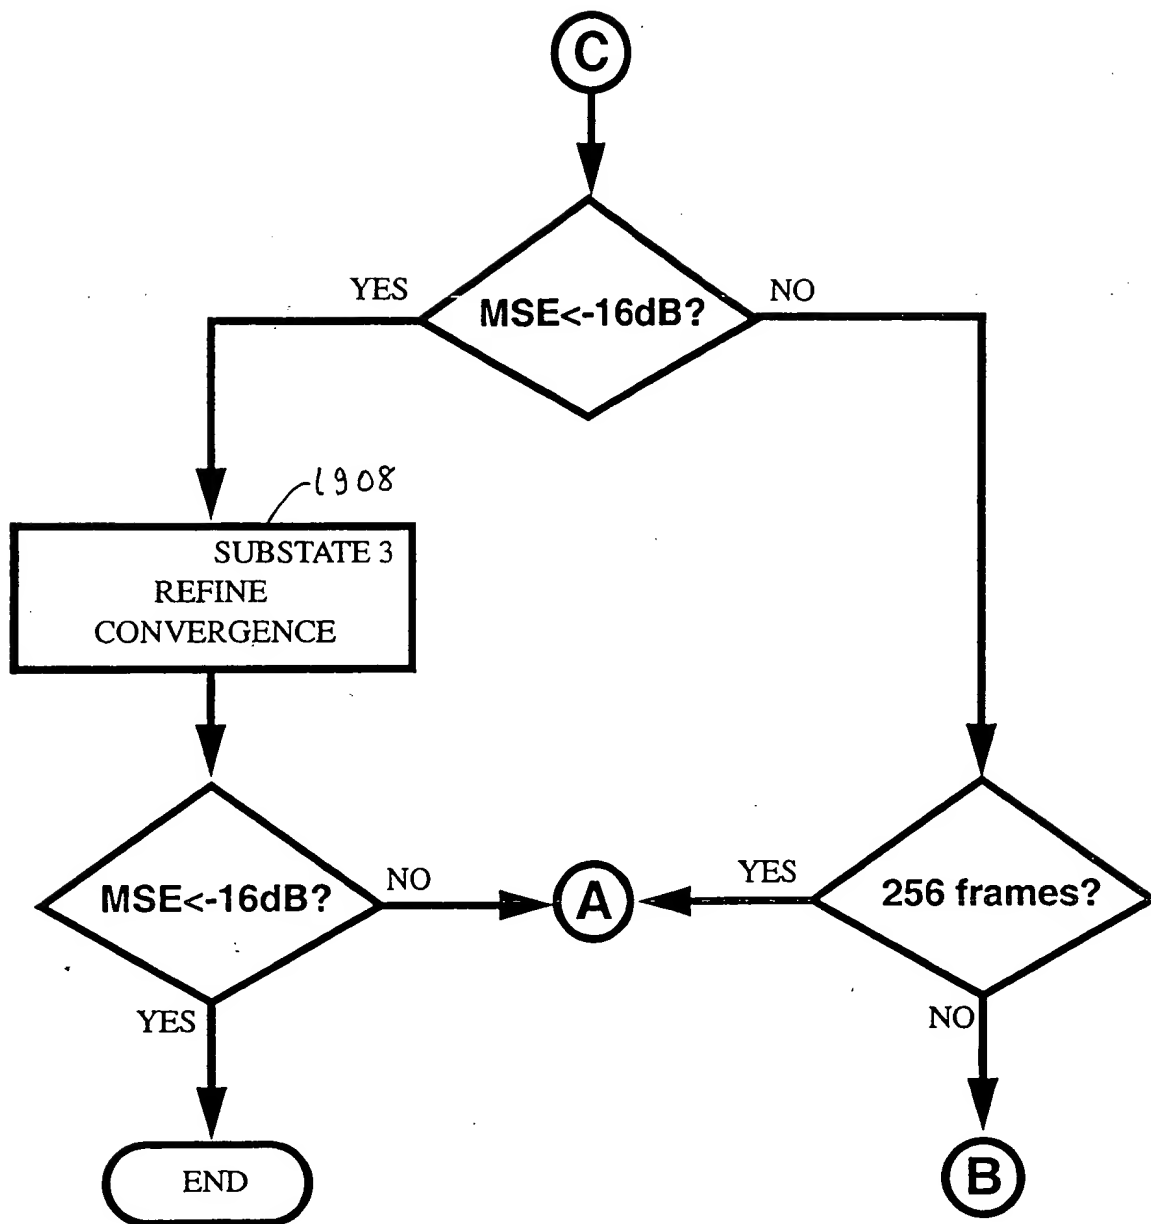 C
YES
NO
MSE<-16dB?
1908
SUBSTATE 3
REFINE
CONVERGENCE
NO
YES
MSE<-16dB?
A
256 frames?
YES
NO
END
B